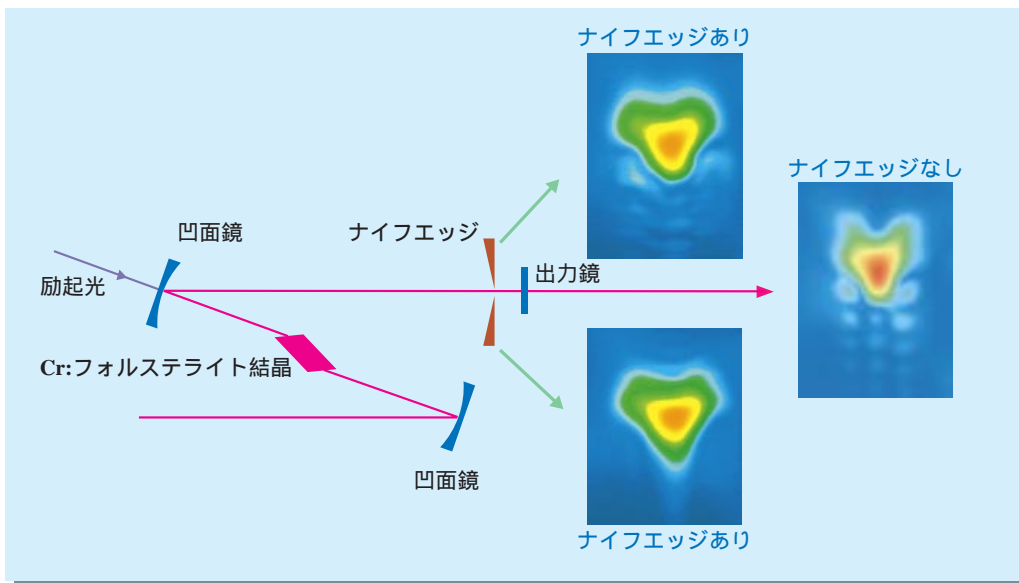 ナイフエッジあり
ナイフエッジなし
凹面鏡
ナイフエッジ
出力鏡
励起光
Cr:フォルステライト結晶
凹面鏡
ナイフエッジあり